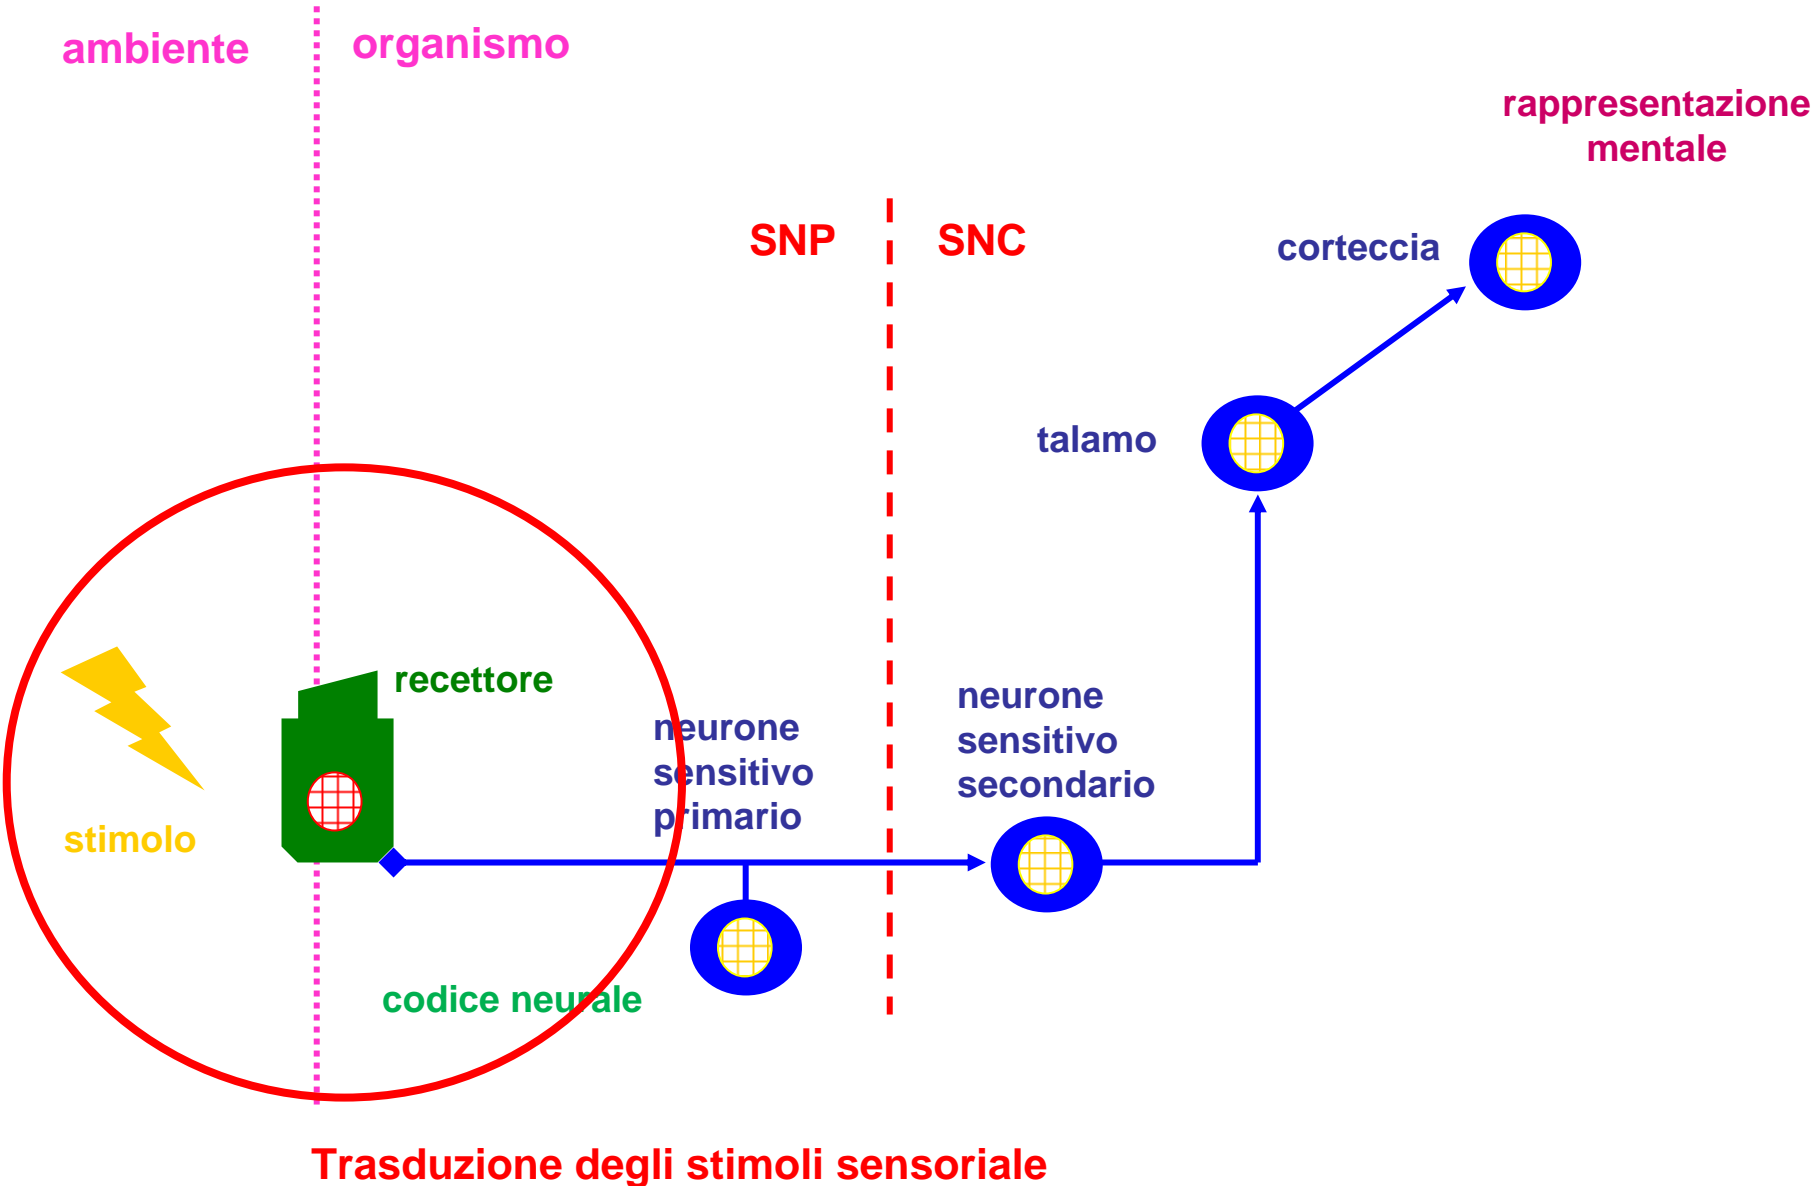 ambiente
organismo
rappresentazione
mentale
SNP
SNC
corteccia
talamo
recettore
neurone
sensitivo
primario
neurone
sensitivo
secondario
stimolo
codice neurale
Trasduzione degli stimoli sensoriale